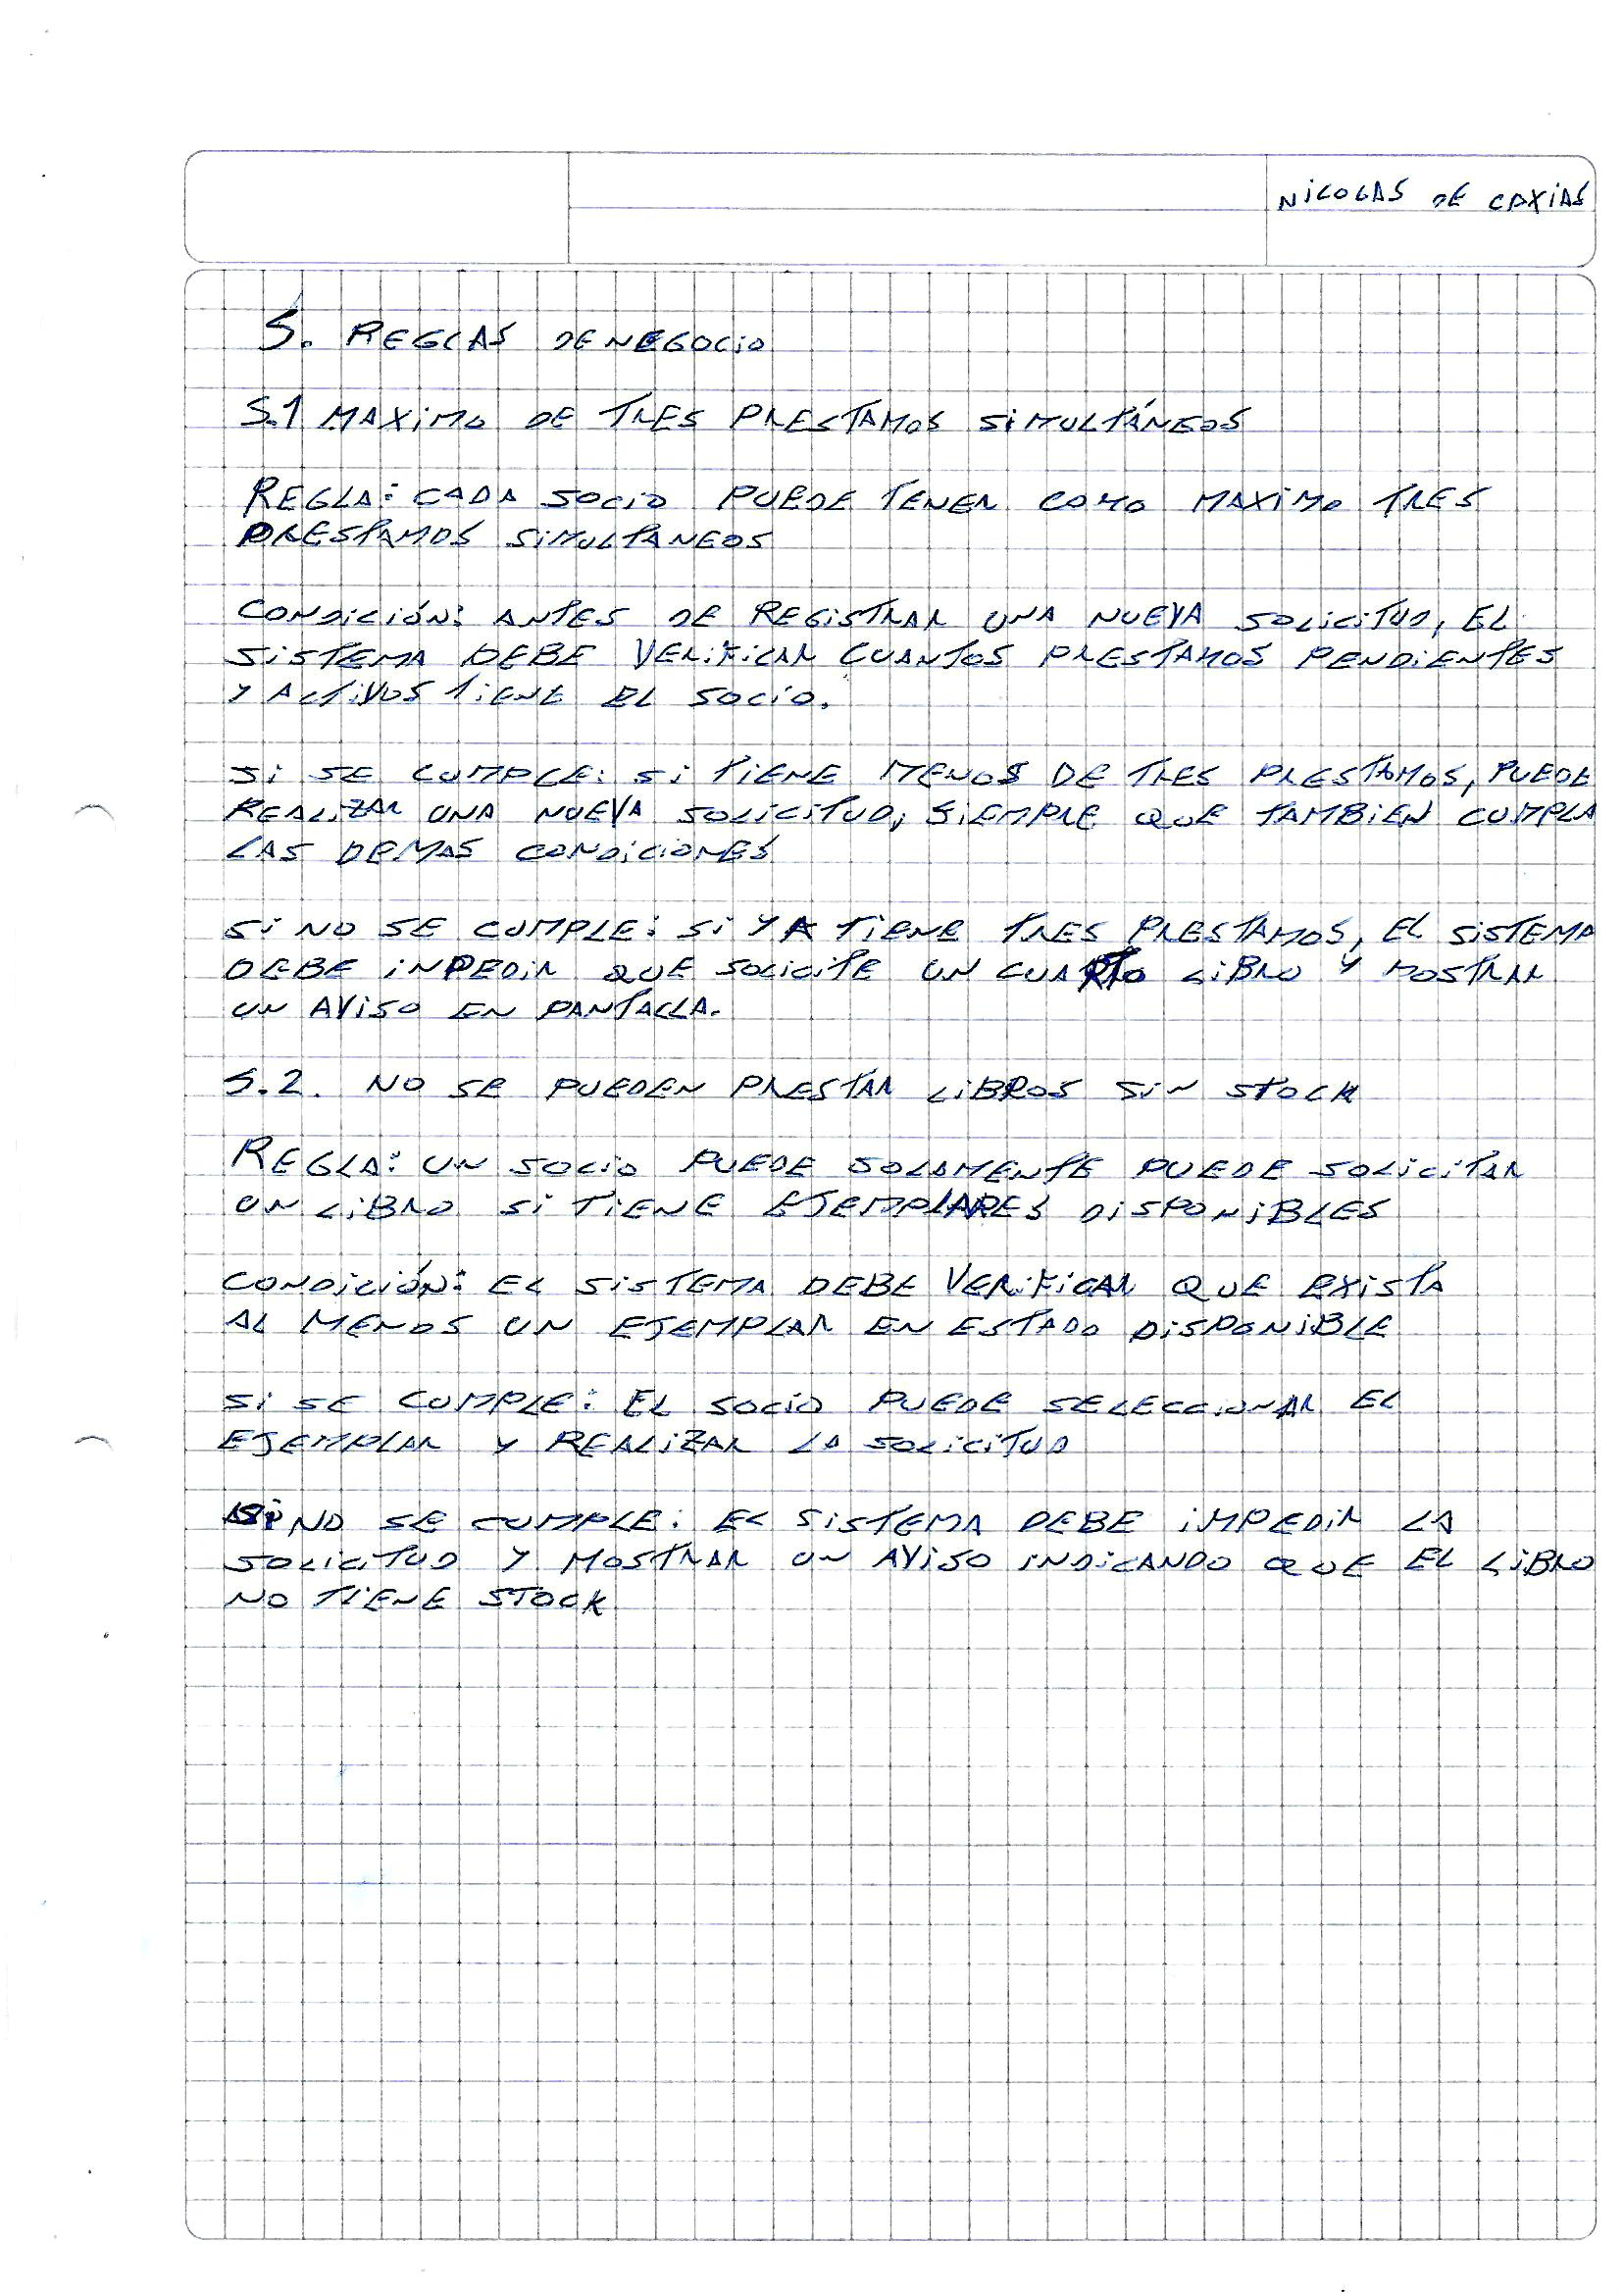 NICOLAS DE CAXIAS
5. REGLAS DE NEGOCIO
5.1 MAXIMO DE TRES PRESTAMOS SIMULTÁNEOS
REGLA: CADA SOCIO PUEDE TENER COMO MAXIMO TRES
PRESTAMOS SIMULTANEOS
CONDICIÓN: ANTES DE REGISTRAR UNA NUEVA SOLICITUD, EL
SISTEMA DEBE VERIFICAR CUANTOS PRESTAMOS PENDIENTES
Y ACTIVOS TIENE EL SOCIO.
SI SE CUMPLE: SI TIENE MENOS DE TRES PRESTAMOS, PUEDE
REALIZAR UNA NUEVA SOLICITUD, SIEMPRE QUE TAMBIEN CUMPLA
LAS DEMAS CONDICIONES
SI NO SE CUMPLE: SI YA TIENE TRES PRESTAMOS, EL SISTEMA
DEBE INPEDIR QUE SOLICITE UN CUARTO LIBRO Y MOSTRAR
UN AVISO EN PANTALLA.
5.2. NO SE PUEDEN PRESTAR LIBROS SIN STOCK
REGLA: UN SOCIO PUEDE SOLAMENTE PUEDE SOLICITAR
UN LIBRO SI TIENE EJEMPLARES DISPONIBLES
CONDICIÓN: EL SISTEMA DEBE VERIFICAR QUE EXISTA
AL MENOS UN EJEMPLAR EN ESTADO DISPONIBLE
SI SE CUMPLE: EL SOCIO PUEDE SELECCIONAR EL
EJEMPLAR Y REALIZAR LA SOLICITUD
SI NO SE CUMPLE: EL SISTEMA DEBE IMPEDIR LA
SOLICITUD Y MOSTRAR UN AVISO INDICANDO QUE EL LIBRO
NO TIENE STOCK